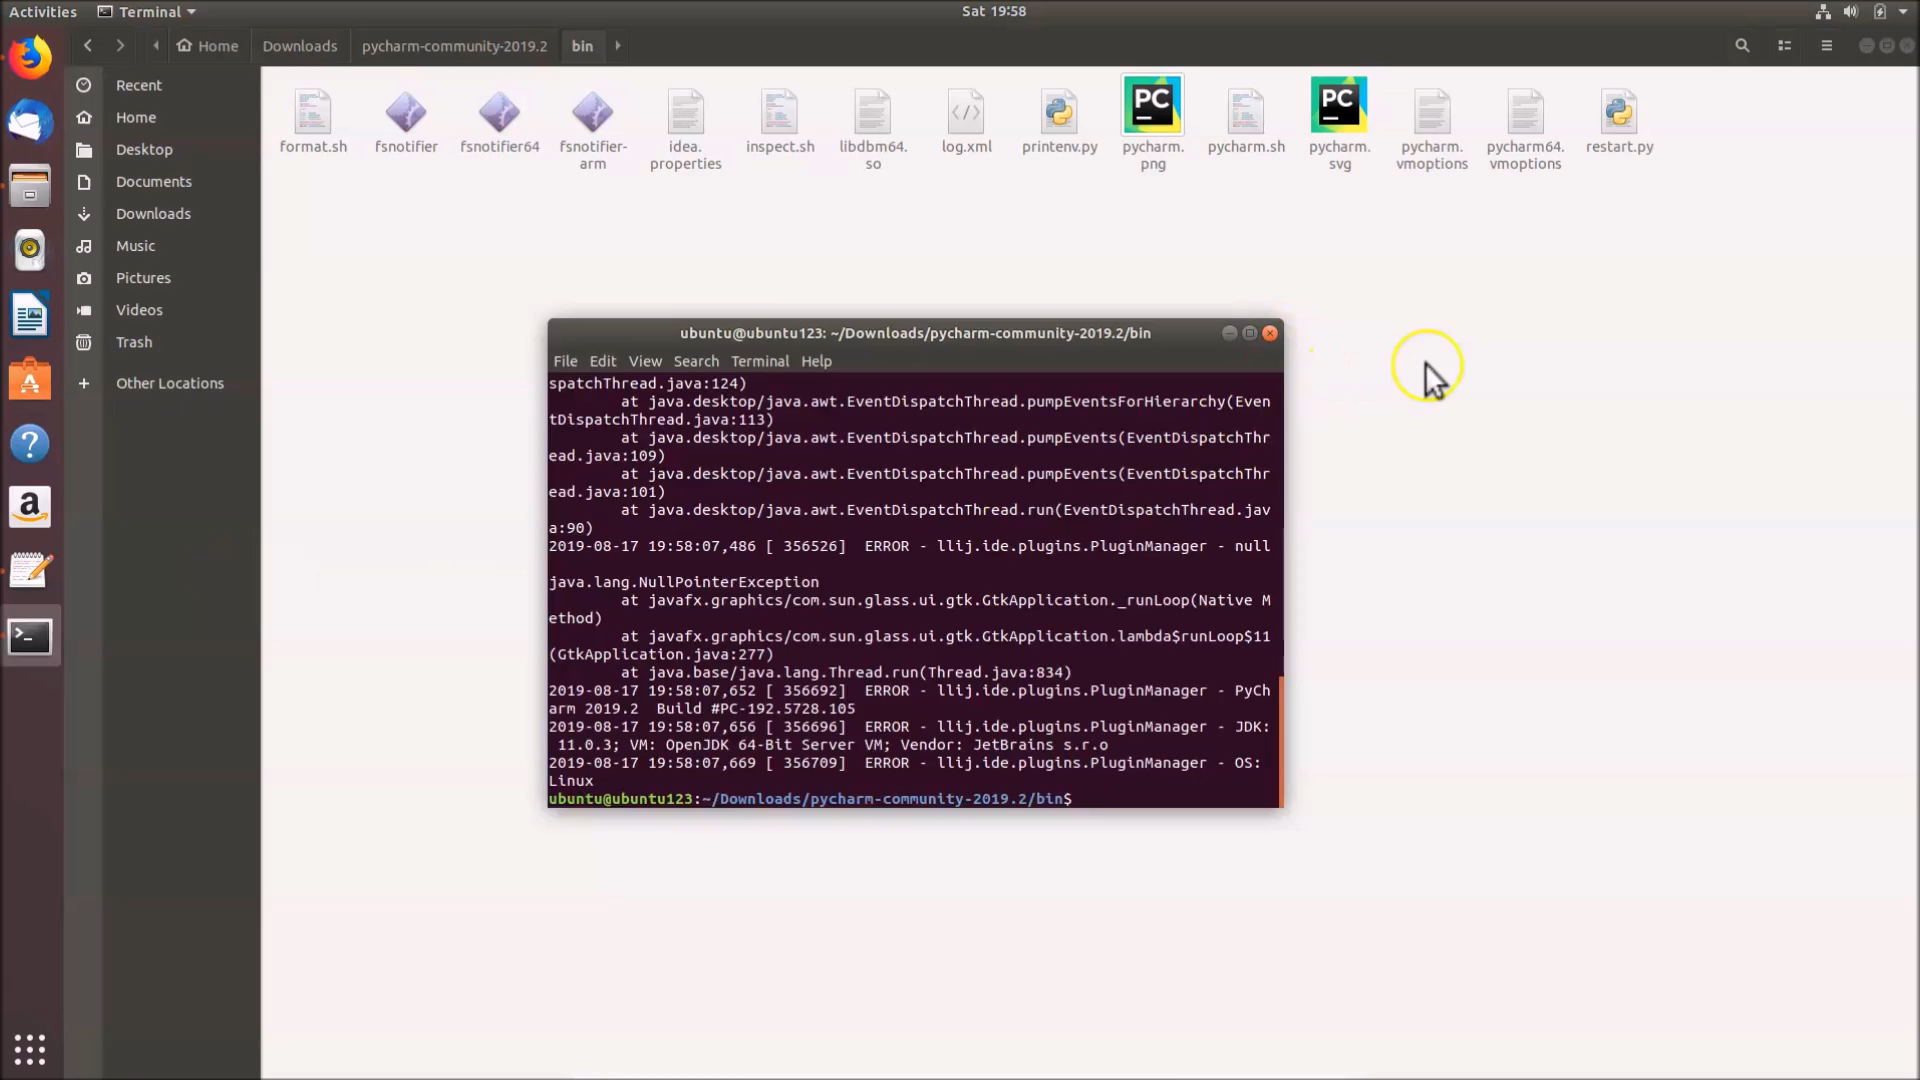 Activities Terminal Sat 19:58
Home Downloads pycharm-community-2019.2 bin
Recent
Home
Desktop
Documents
Downloads
Music
Pictures
Videos
Trash
+ Other Locations
format.sh fsnotifier fsnotifier64 fsnotifier- idea. inspect.sh libdbm64. log.xml printenv.py pycharm. pycharm.sh pycharm. pycharm. pycharm64. restart.py
arm properties so png svg vmoptions vmoptions
PC
PC
</>
a
?
>_
ubuntu@ubuntu123: ~/Downloads/pycharm-community-2019.2/bin
File Edit View Search Terminal Help
spatchThread.java:124)
at java.desktop/java.awt.EventDispatchThread.pumpEventsForHierarchy(Even
tDispatchThread.java:113)
at java.desktop/java.awt.EventDispatchThread.pumpEvents(EventDispatchThr
ead.java:109)
at java.desktop/java.awt.EventDispatchThread.pumpEvents(EventDispatchThr
ead.java:101)
at java.desktop/java.awt.EventDispatchThread.run(EventDispatchThread.jav
a:90)
2019-08-17 19:58:07,486 [ 356526]  ERROR - llij.ide.plugins.PluginManager - null
java.lang.NullPointerException
at javafx.graphics/com.sun.glass.ui.gtk.GtkApplication._runLoop(Native M
ethod)
at javafx.graphics/com.sun.glass.ui.gtk.GtkApplication.lambda$runLoop$11
(GtkApplication.java:277)
at java.base/java.lang.Thread.run(Thread.java:834)
2019-08-17 19:58:07,652 [ 356692]  ERROR - llij.ide.plugins.PluginManager - PyCh
arm 2019.2  Build #PC-192.5728.105
2019-08-17 19:58:07,656 [ 356696]  ERROR - llij.ide.plugins.PluginManager - JDK:
11.0.3; VM: OpenJDK 64-Bit Server VM; Vendor: JetBrains s.r.o
2019-08-17 19:58:07,669 [ 356709]  ERROR - llij.ide.plugins.PluginManager - OS:
Linux
ubuntu@ubuntu123:~/Downloads/pycharm-community-2019.2/bin$